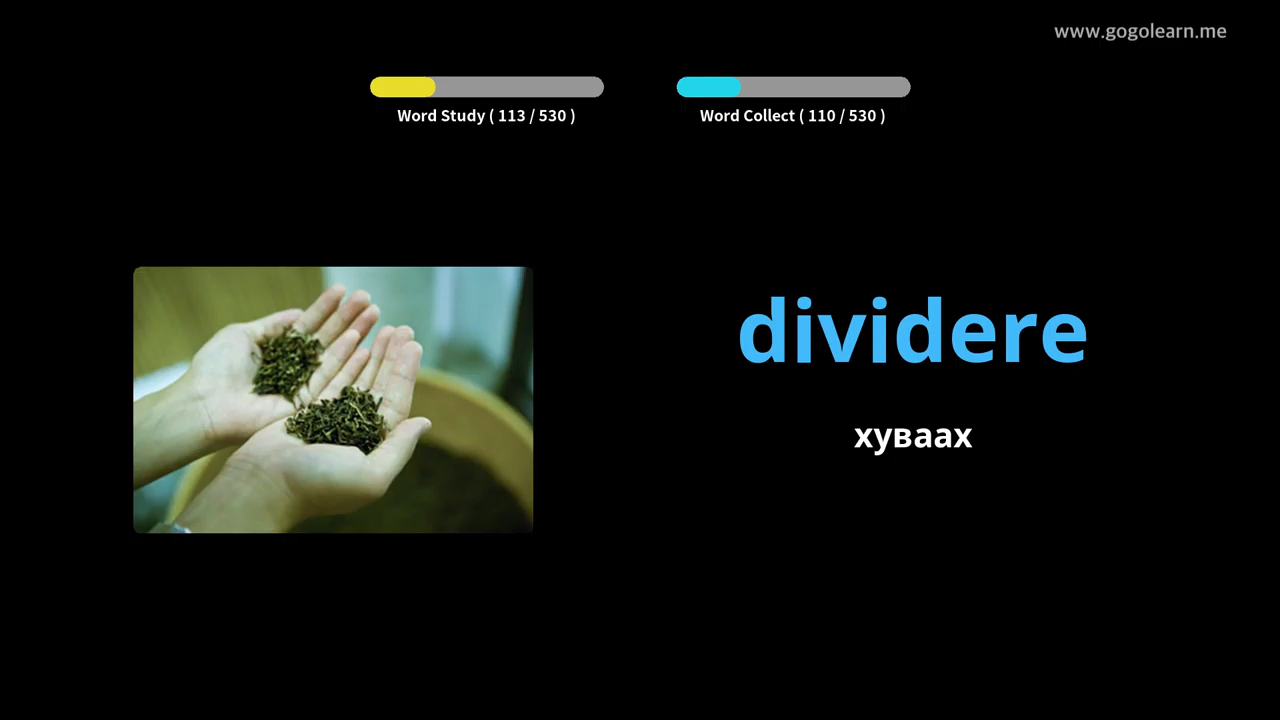 www.gogolearn.me
Word Study ( 113 / 530 )
Word Collect ( 110 / 530 )
dividere
хуваах